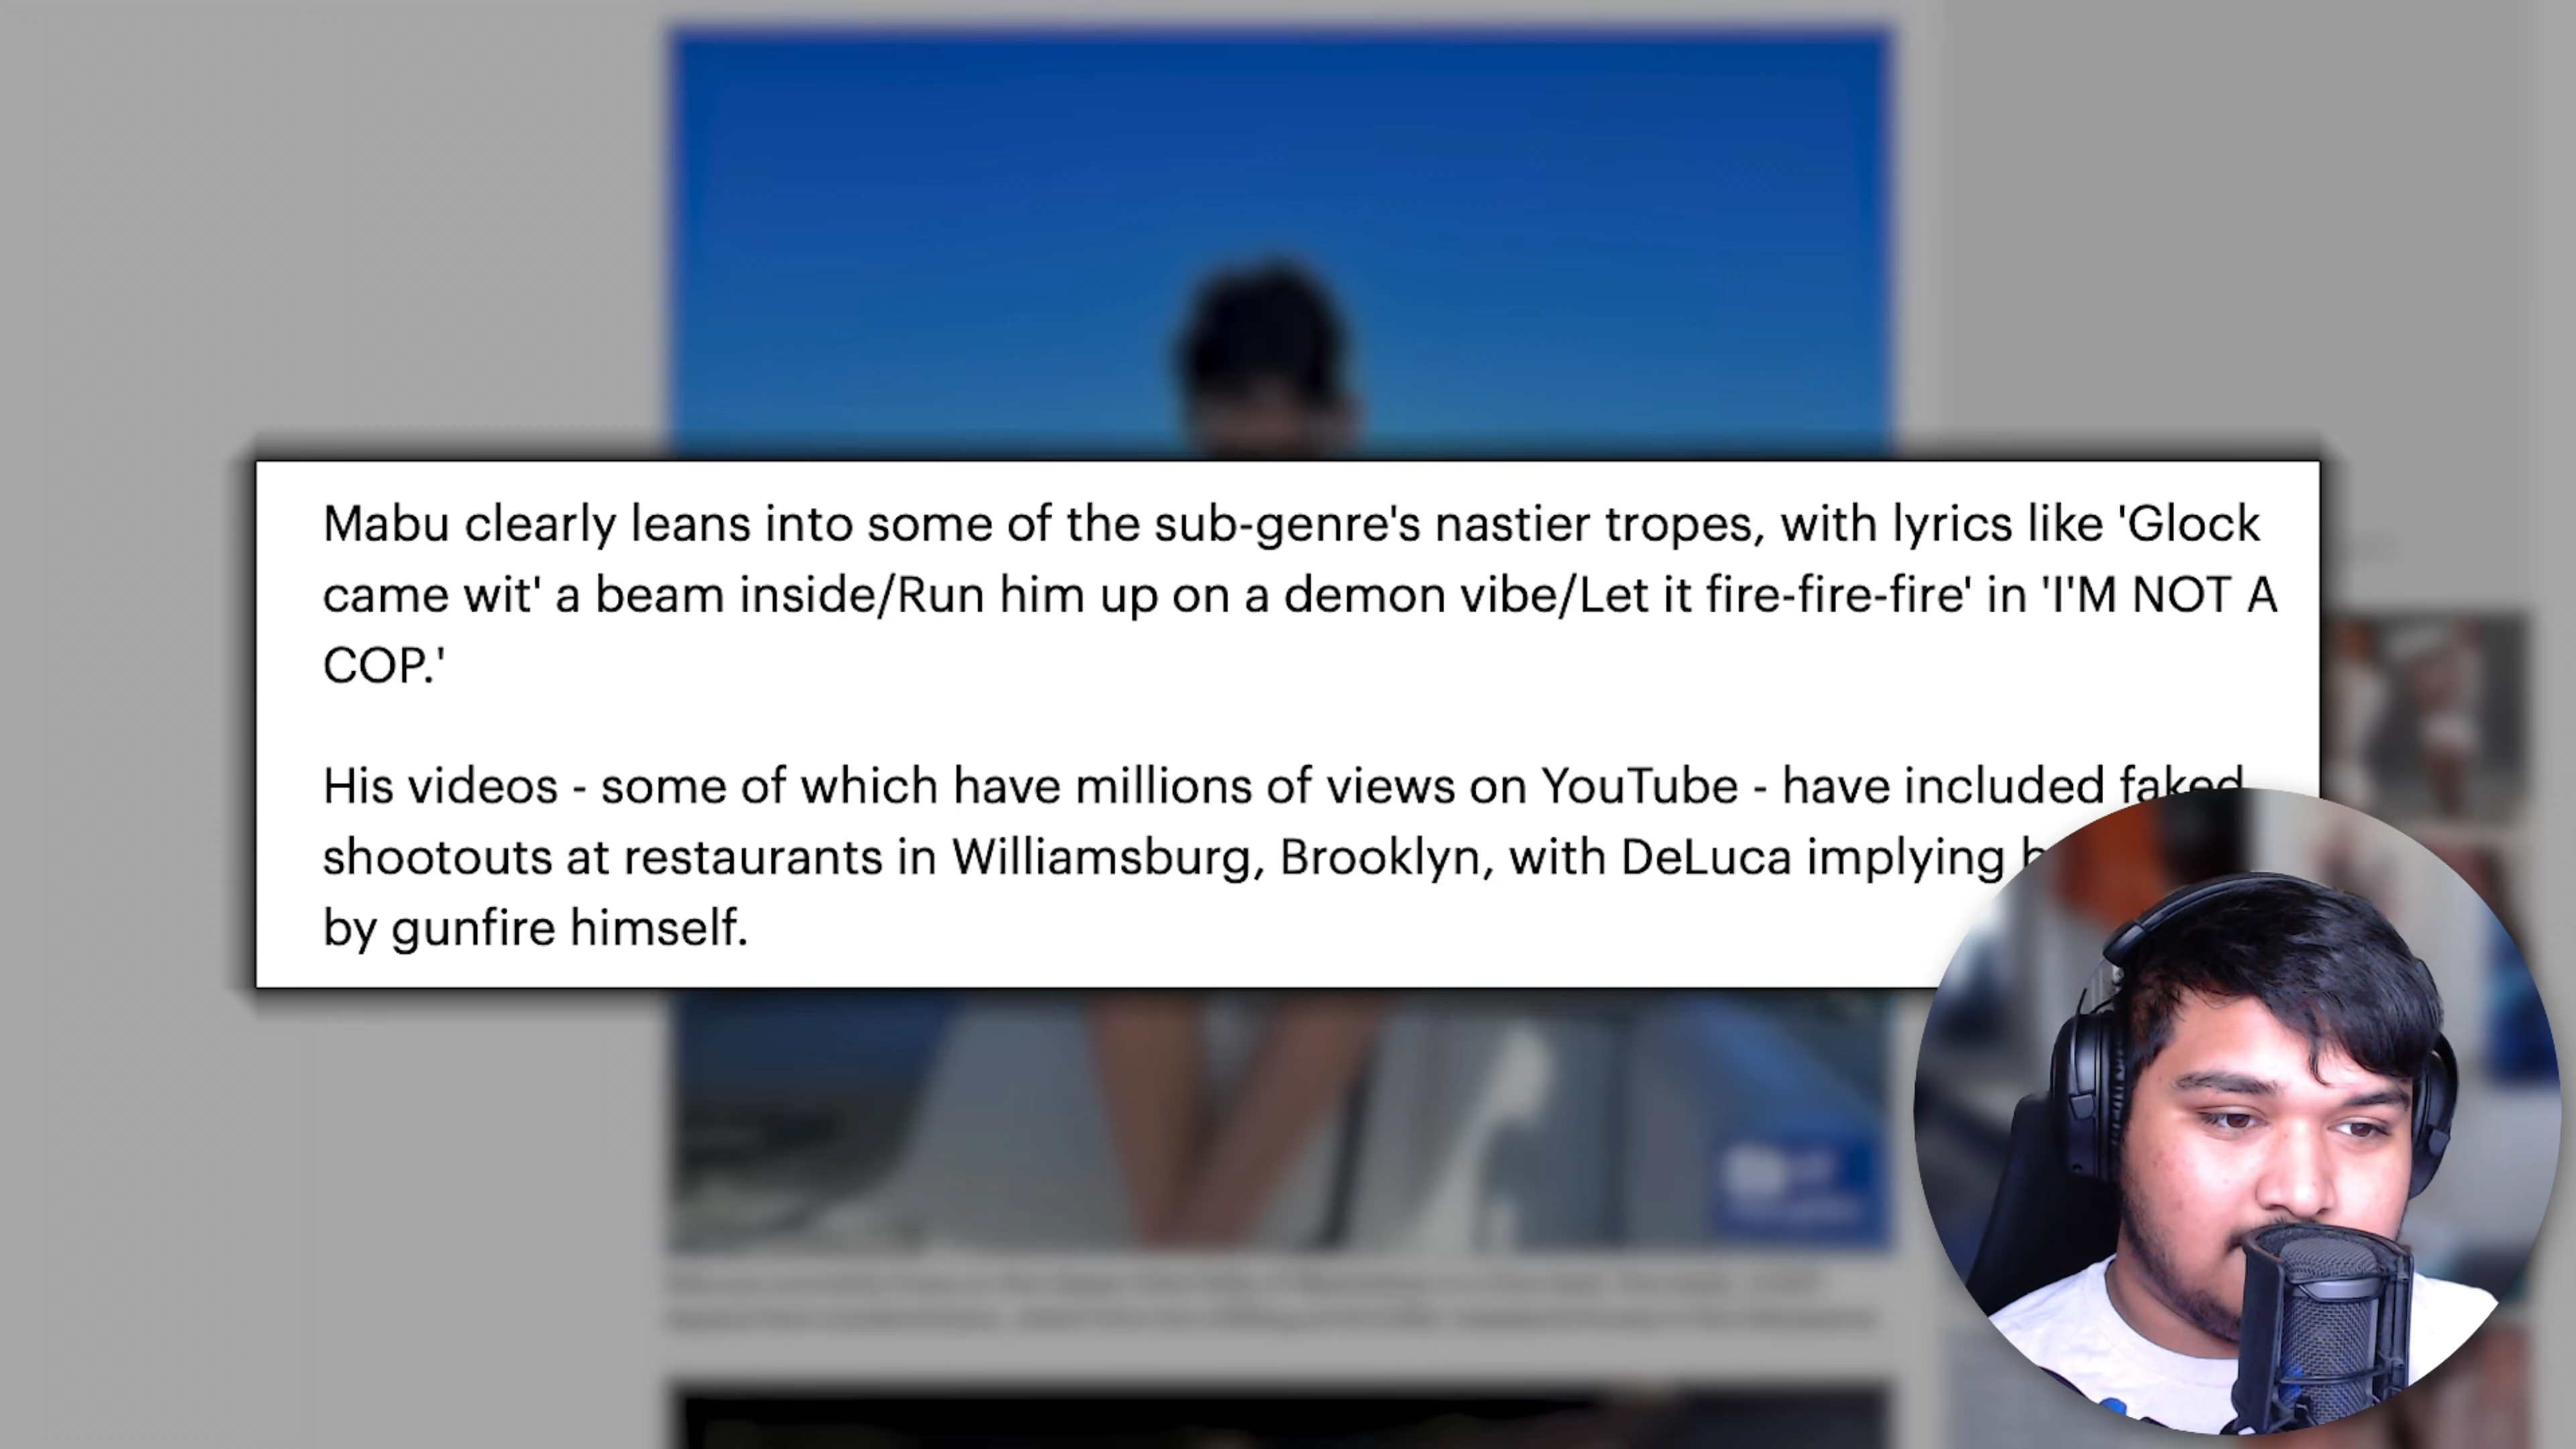 Mabu clearly leans into some of the sub-genre's nastier tropes, with lyrics like 'Glock
came wit' a beam inside/Run him up on a demon vibe/Let it fire-fire-fire' in 'I'M NOT A
COP.'
His videos - some of which have millions of views on YouTube - have included faked
shootouts at restaurants in Williamsburg, Brooklyn, with DeLuca implying
by gunfire himself.